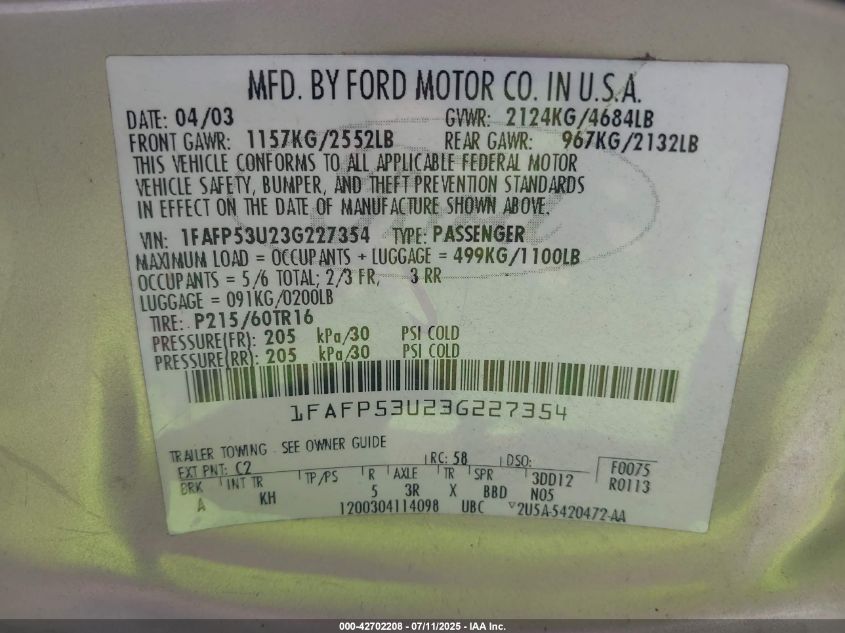 MFD. BY FORD MOTOR CO. IN U.S.A.
DATE: 04/03 GVWR: 2124KG/4684LB
FRONT GAWR: 1157KG/2552LB REAR GAWR: 967KG/2132LB
THIS VEHICLE CONFORMS TO ALL APPLICABLE FEDERAL MOTOR
VEHICLE SAFETY, BUMPER, AND THEFT PREVENTION STANDARDS
IN EFFECT ON THE DATE OF MANUFACTURE SHOWN ABOVE.
VIN: 1FAFP53U23G227354 TYPE: PASSENGER
MAXIMUM LOAD = OCCUPANTS + LUGGAGE = 499KG/1100LB
OCCUPANTS = 5/6 TOTAL; 2/3 FR, 3 RR
LUGGAGE = 091KG/0200LB
TIRE: P215/60TR16
PRESSURE(FR): 205 kPa/30 PSI COLD
PRESSURE(RR): 205 kPa/30 PSI COLD
1FAFP53U23G227354
TRAILER TOWING - SEE OWNER GUIDE
EXT PNT: C2 RC: 58 DSO: F0075
BRK INT TR TP/PS R AXLE TR SPR 3DD12 R0113
A KH 5 3R X BBD N05
1200304114098 UBC 2U5A-5420472-AA
000-42702208 - 07/11/2025 - IAA Inc.